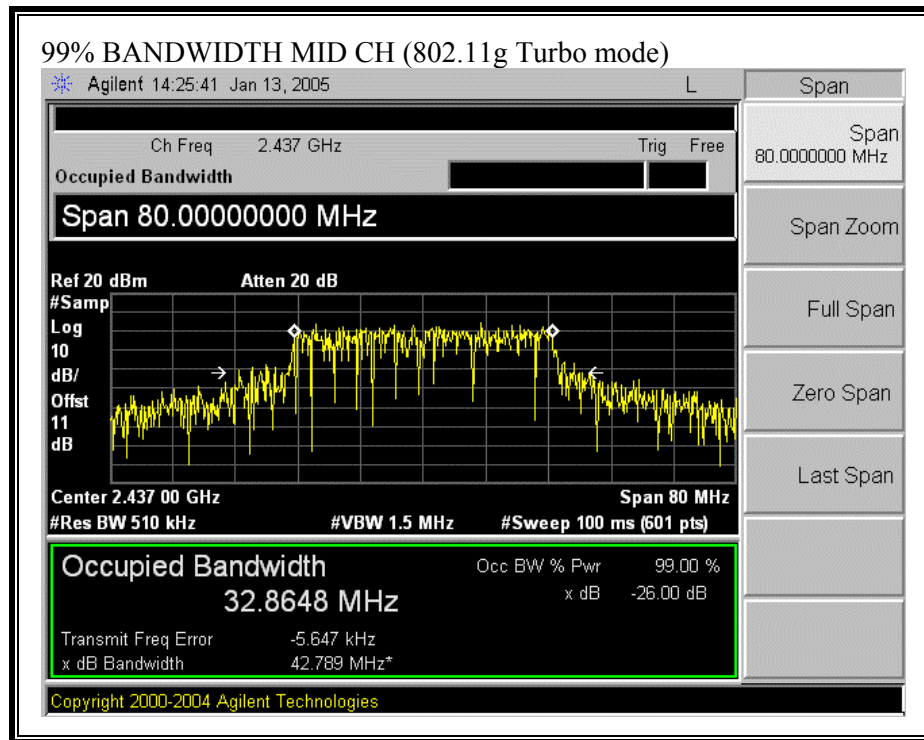 99% BANDWIDTH MID CH (802.11g Turbo mode)
Agilent 14:25:41 Jan 13, 2005 L
Span
Ch Freq 2.437 GHz Trig Free
Occupied Bandwidth
Span 80.00000000 MHz
Ref 20 dBm Atten 20 dB
#Samp
Log
10
dB/
Offst
11
dB
Center 2.437 00 GHz Span 80 MHz
#Res BW 510 kHz #VBW 1.5 MHz #Sweep 100 ms (601 pts)
Occupied Bandwidth
32.8648 MHz
Occ BW % Pwr 99.00 %
x dB -26.00 dB
Transmit Freq Error -5.647 kHz
x dB Bandwidth 42.789 MHz*
Copyright 2000-2004 Agilent Technologies
Span
80.0000000 MHz
Span Zoom
Full Span
Zero Span
Last Span